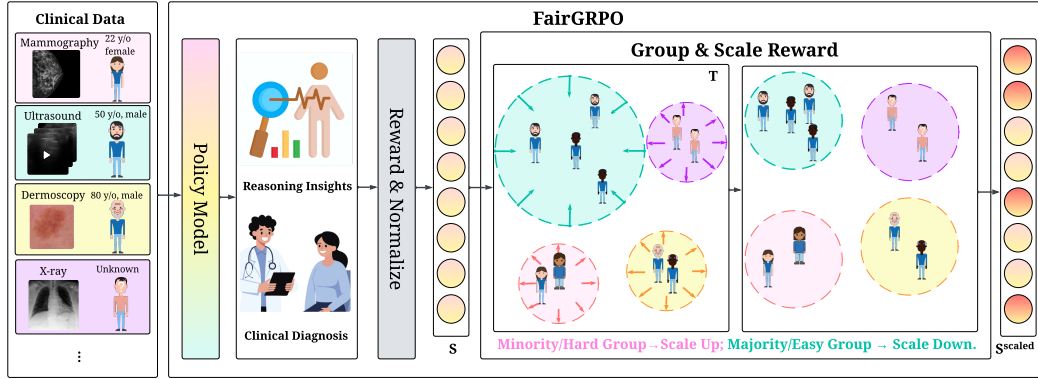 Clinical Data
Mammography
22 y/o
female
Ultrasound
50 y/o, male
Dermoscopy
80 y/o, male
X-ray
Unknown
⋮
FairGRPO
Policy Model
Reasoning Insights
Clinical Diagnosis
Reward & Normalize
S
Group & Scale Reward
T
Minority/Hard Group→Scale Up; Majority/Easy Group → Scale Down.
Sscaled